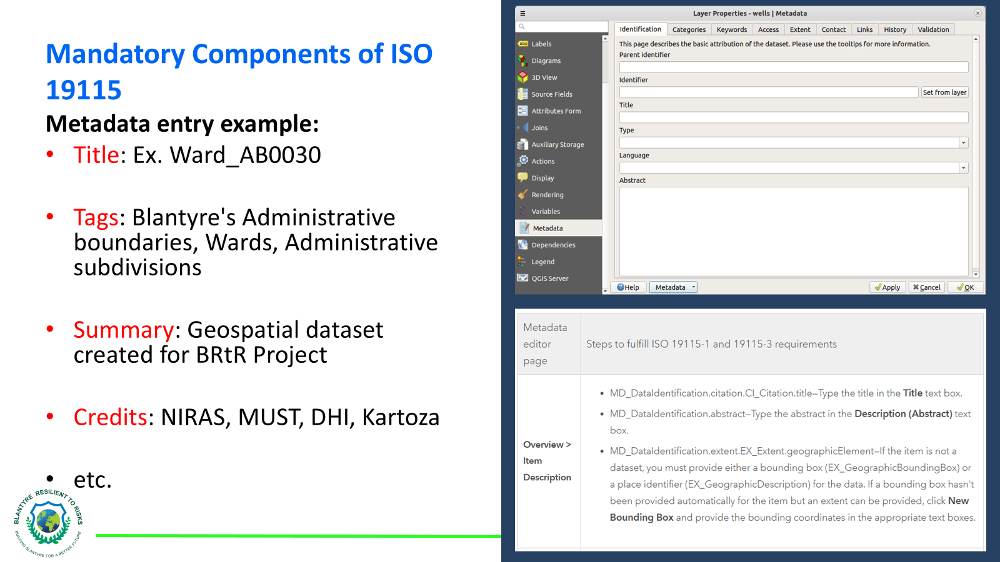 Mandatory Components of ISO
19115
Metadata entry example:
• Title: Ex. Ward_AB0030
• Tags: Blantyre's Administrative
boundaries, Wards, Administrative
subdivisions
• Summary: Geospatial dataset
created for BRtR Project
• Credits: NIRAS, MUST, DHI, Kartoza
• etc.
BLANTYRE RESILIENT TO RISKS
BUILDING BLANTYRE FOR A BETTER FUTURE
Layer Properties - wells | Metadata
Labels
Diagrams
3D View
Source Fields
Attributes Form
Joins
Auxiliary Storage
Actions
Display
Rendering
Variables
Metadata
Dependencies
Legend
QGIS Server
Identification Categories Keywords Access Extent Contact Links History Validation
This page describes the basic attribution of the dataset. Please use the tooltips for more information.
Parent identifier
Identifier
Set from layer
Title
Type
Language
Abstract
Help Metadata Apply Cancel OK
Metadata
editor
page
Steps to fulfill ISO 19115-1 and 19115-3 requirements
Overview >
Item
Description
• MD_DataIdentification.citation.CI_Citation.title—Type the title in the Title text box.
• MD_DataIdentification.abstract—Type the abstract in the Description (Abstract) text
box.
• MD_DataIdentification.extent.EX_Extent.geographicElement—If the item is not a
dataset, you must provide either a bounding box (EX_GeographicBoundingBox) or
a place identifier (EX_GeographicDescription) for the data. If a bounding box hasn't
been provided automatically for the item but an extent can be provided, click New
Bounding Box and provide the bounding coordinates in the appropriate text boxes.